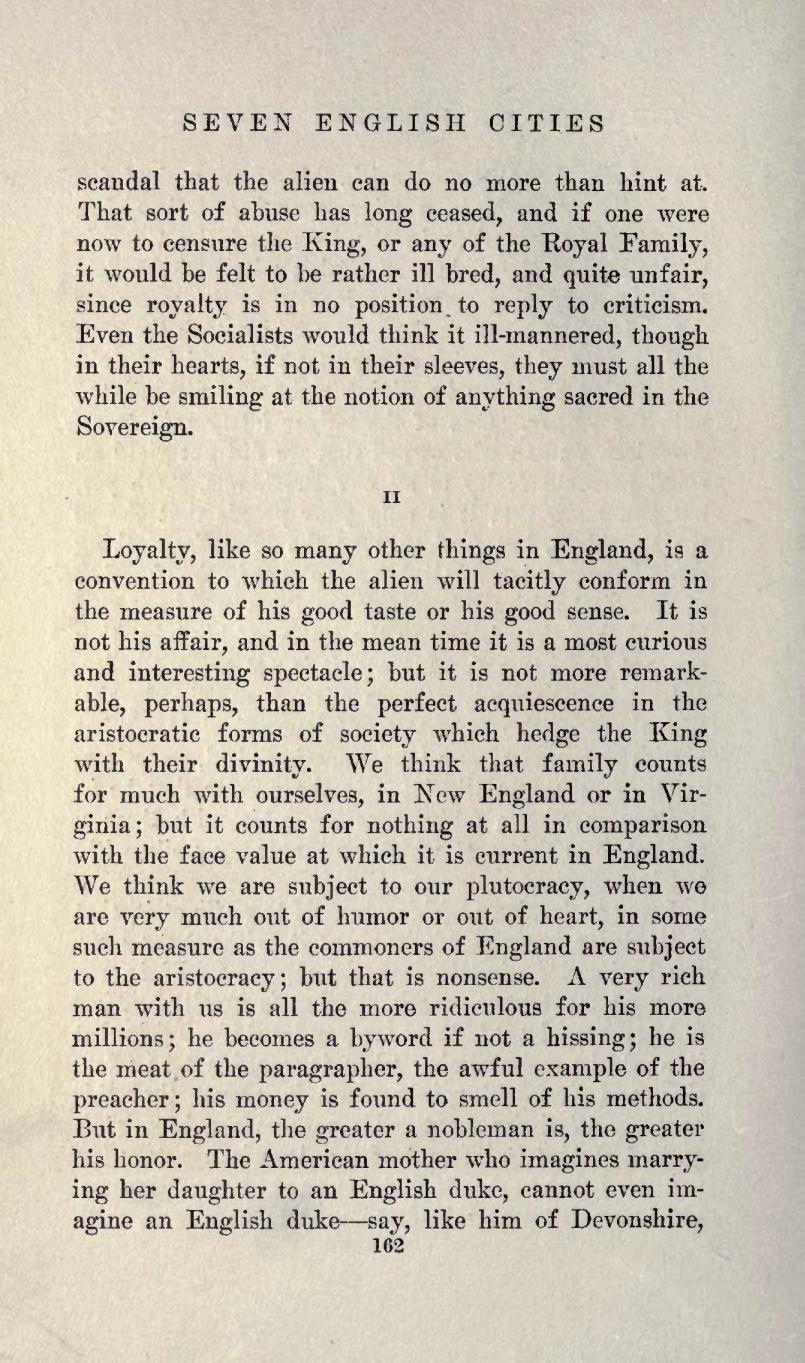 SEVEN ENGLISH CITIES
scandal that the alien can do no more than hint at.
That sort of abuse has long ceased, and if one were
now to censure the King, or any of the Royal Family,
it would be felt to be rather ill bred, and quite unfair,
since royalty is in no position to reply to criticism.
Even the Socialists would think it ill-mannered, though
in their hearts, if not in their sleeves, they must all the
while be smiling at the notion of anything sacred in the
Sovereign.
II
Loyalty, like so many other things in England, is a
convention to which the alien will tacitly conform in
the measure of his good taste or his good sense. It is
not his affair, and in the mean time it is a most curious
and interesting spectacle; but it is not more remark-
able, perhaps, than the perfect acquiescence in the
aristocratic forms of society which hedge the King
with their divinity. We think that family counts
for much with ourselves, in New England or in Vir-
ginia; but it counts for nothing at all in comparison
with the face value at which it is current in England.
We think we are subject to our plutocracy, when we
are very much out of humor or out of heart, in some
such measure as the commoners of England are subject
to the aristocracy; but that is nonsense. A very rich
man with us is all the more ridiculous for his more
millions; he becomes a byword if not a hissing; he is
the meat of the paragrapher, the awful example of the
preacher; his money is found to smell of his methods.
But in England, the greater a nobleman is, the greater
his honor. The American mother who imagines marry-
ing her daughter to an English duke, cannot even im-
agine an English duke—say, like him of Devonshire,
162